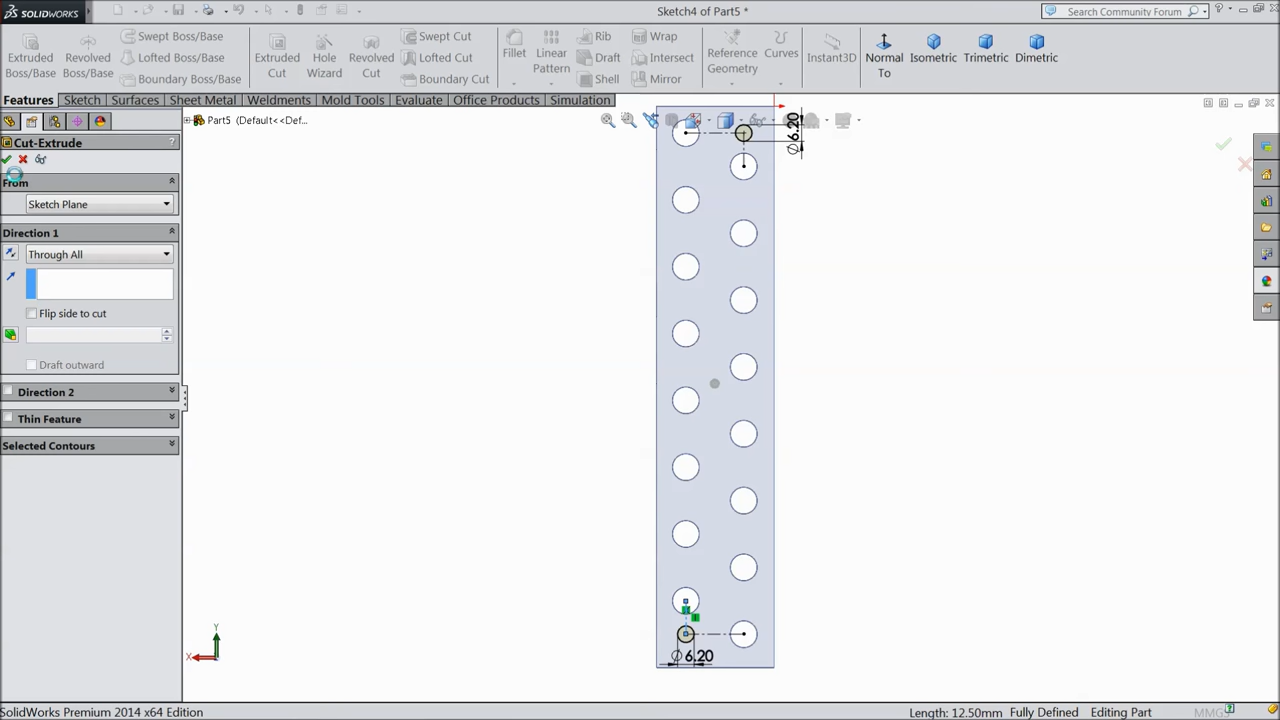 SOLIDWORKS
Sketch4 of Part5 *
Search Community Forum
Extruded Boss/Base
Revolved Boss/Base
Swept Boss/Base
Lofted Boss/Base
Boundary Boss/Base
Extruded Cut
Hole Wizard
Revolved Cut
Swept Cut
Lofted Cut
Boundary Cut
Fillet
Linear Pattern
Rib
Draft
Shell
Wrap
Intersect
Mirror
Reference Geometry
Curves
Instant3D
Normal To
Isometric
Trimetric
Dimetric
Features Sketch Surfaces Sheet Metal Weldments Mold Tools Evaluate Office Products Simulation
Part5 (Default<<Def...
Cut-Extrude ?
From
Sketch Plane
Direction 1
Through All
Flip side to cut
Draft outward
Direction 2
Thin Feature
Selected Contours
Ø6.20
Ø 6.20
Y
X
SolidWorks Premium 2014 x64 Edition
Length: 12.50mm Fully Defined Editing Part MMGS